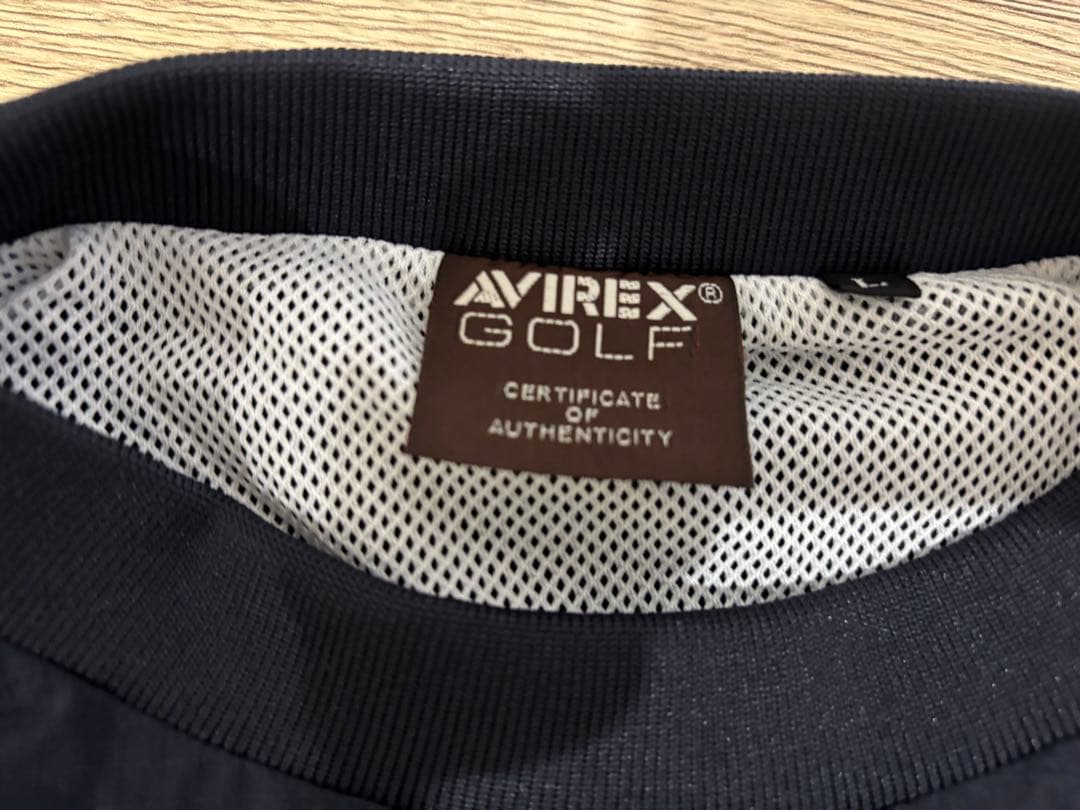 AVIREX®
GOLF
CERTIFICATE
OF
AUTHENTICITY
L